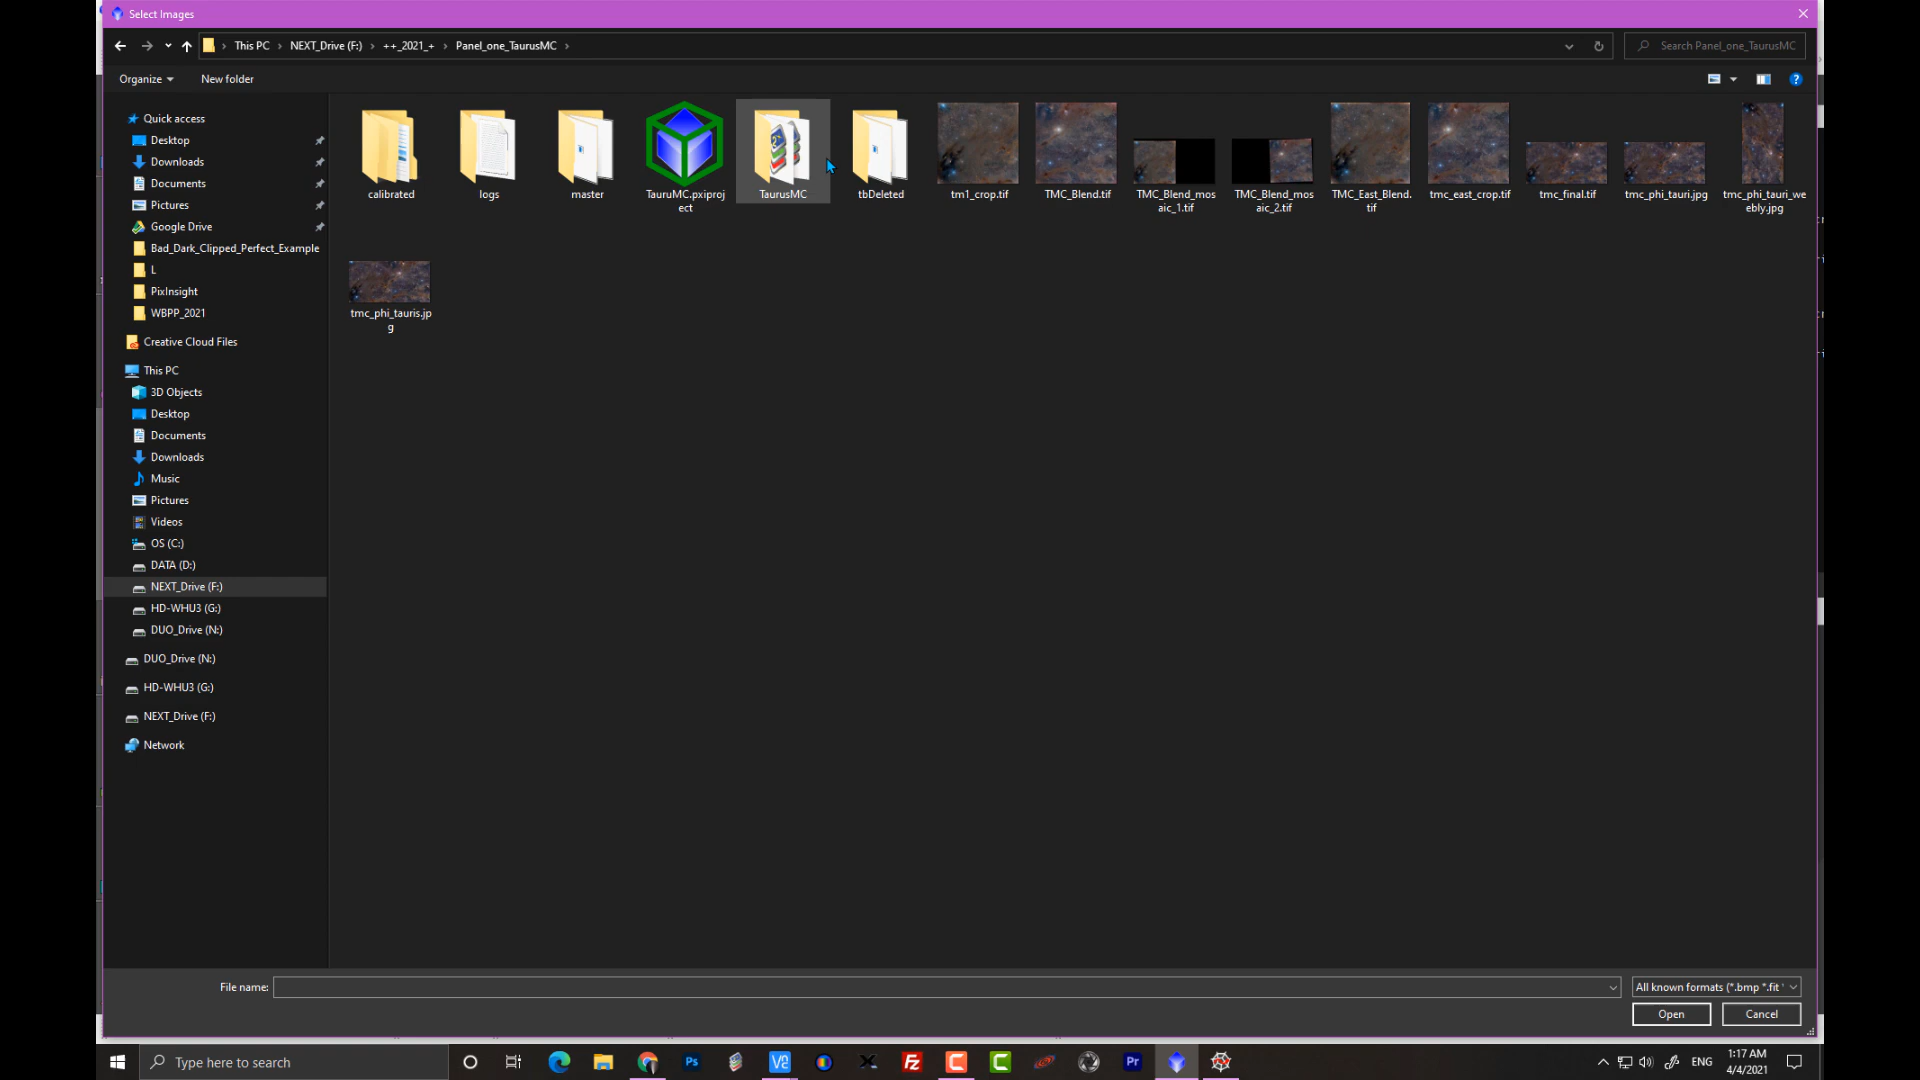 Select Images
This PC > NEXT_Drive (F:) > ++_2021_+ > Panel_one_TaurusMC >
Search Panel_one_TaurusMC
Organize
New folder
Quick access
Desktop
Downloads
Documents
Pictures
Google Drive
Bad_Dark_Clipped_Perfect_Example
L
PixInsight
WBPP_2021
Creative Cloud Files
This PC
3D Objects
Desktop
Documents
Downloads
Music
Pictures
Videos
OS (C:)
DATA (D:)
NEXT_Drive (F:)
HD-WHU3 (G:)
DUO_Drive (N:)
DUO_Drive (N:)
HD-WHU3 (G:)
NEXT_Drive (F:)
Network
calibrated
logs
master
TauruMC.pxiproj
ect
TaurusMC
tbDeleted
tm1_crop.tif
TMC_Blend.tif
TMC_Blend_mos
aic_1.tif
TMC_Blend_mos
aic_2.tif
TMC_East_Blend.
tif
tmc_east_crop.tif
tmc_final.tif
tmc_phi_tauri.jpg
tmc_phi_tauri_we
ebly.jpg
tmc_phi_tauris.jp
g
File name:
All known formats (*.bmp *.fit
Open
Cancel
Type here to search
Ps
Pr
ENG
1:17 AM
4/4/2021